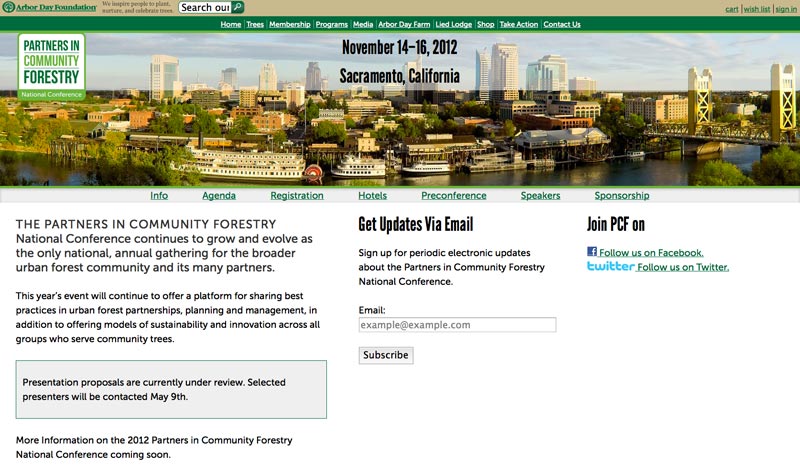 Arbor Day Foundation
We inspire people to plant,
nurture, and celebrate trees.
Search our
cart | wish list | sign in
Home Trees Membership Programs Media Arbor Day Farm Lied Lodge Shop Take Action Contact Us
PARTNERS IN
COMMUNITY
FORESTRY
National Conference
November 14–16, 2012
Sacramento, California
Info Agenda Registration Hotels Preconference Speakers Sponsorship
THE PARTNERS IN COMMUNITY FORESTRY
National Conference continues to grow and evolve as
the only national, annual gathering for the broader
urban forest community and its many partners.
This year's event will continue to offer a platform for sharing best
practices in urban forest partnerships, planning and management, in
addition to offering models of sustainability and innovation across all
groups who serve community trees.
Presentation proposals are currently under review. Selected
presenters will be contacted May 9th.
More Information on the 2012 Partners in Community Forestry
National Conference coming soon.
Get Updates Via Email
Sign up for periodic electronic updates
about the Partners in Community Forestry
National Conference.
Email:
example@example.com
Subscribe
Join PCF on
f Follow us on Facebook.
twitter Follow us on Twitter.